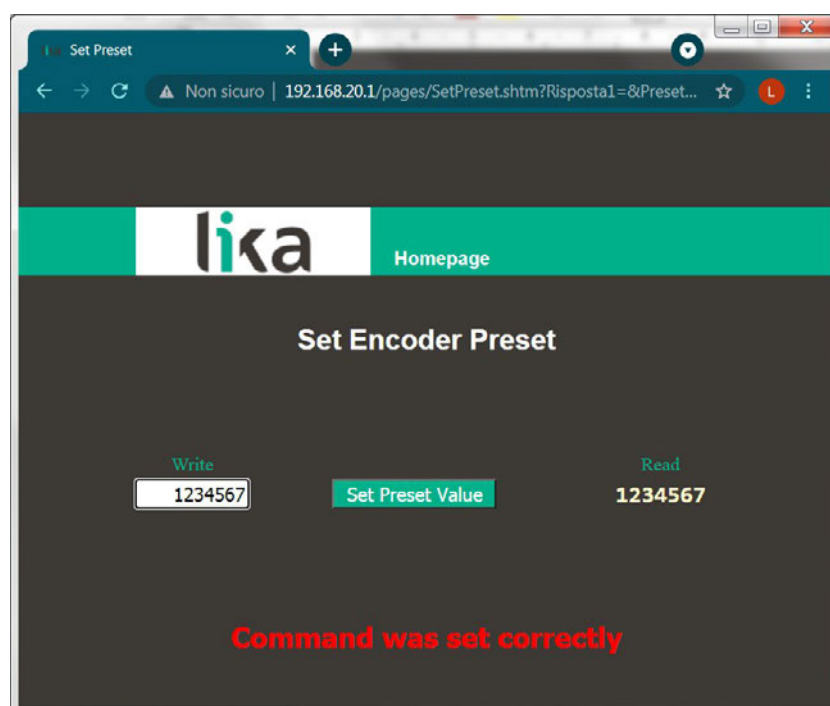 Set Preset
Non sicuro | 192.168.20.1/pages/SetPreset.shtm?Risposta1=&Preset...
L
lika
Homepage
Set Encoder Preset
Write
Read
1234567
Set Preset Value
1234567
Command was set correctly